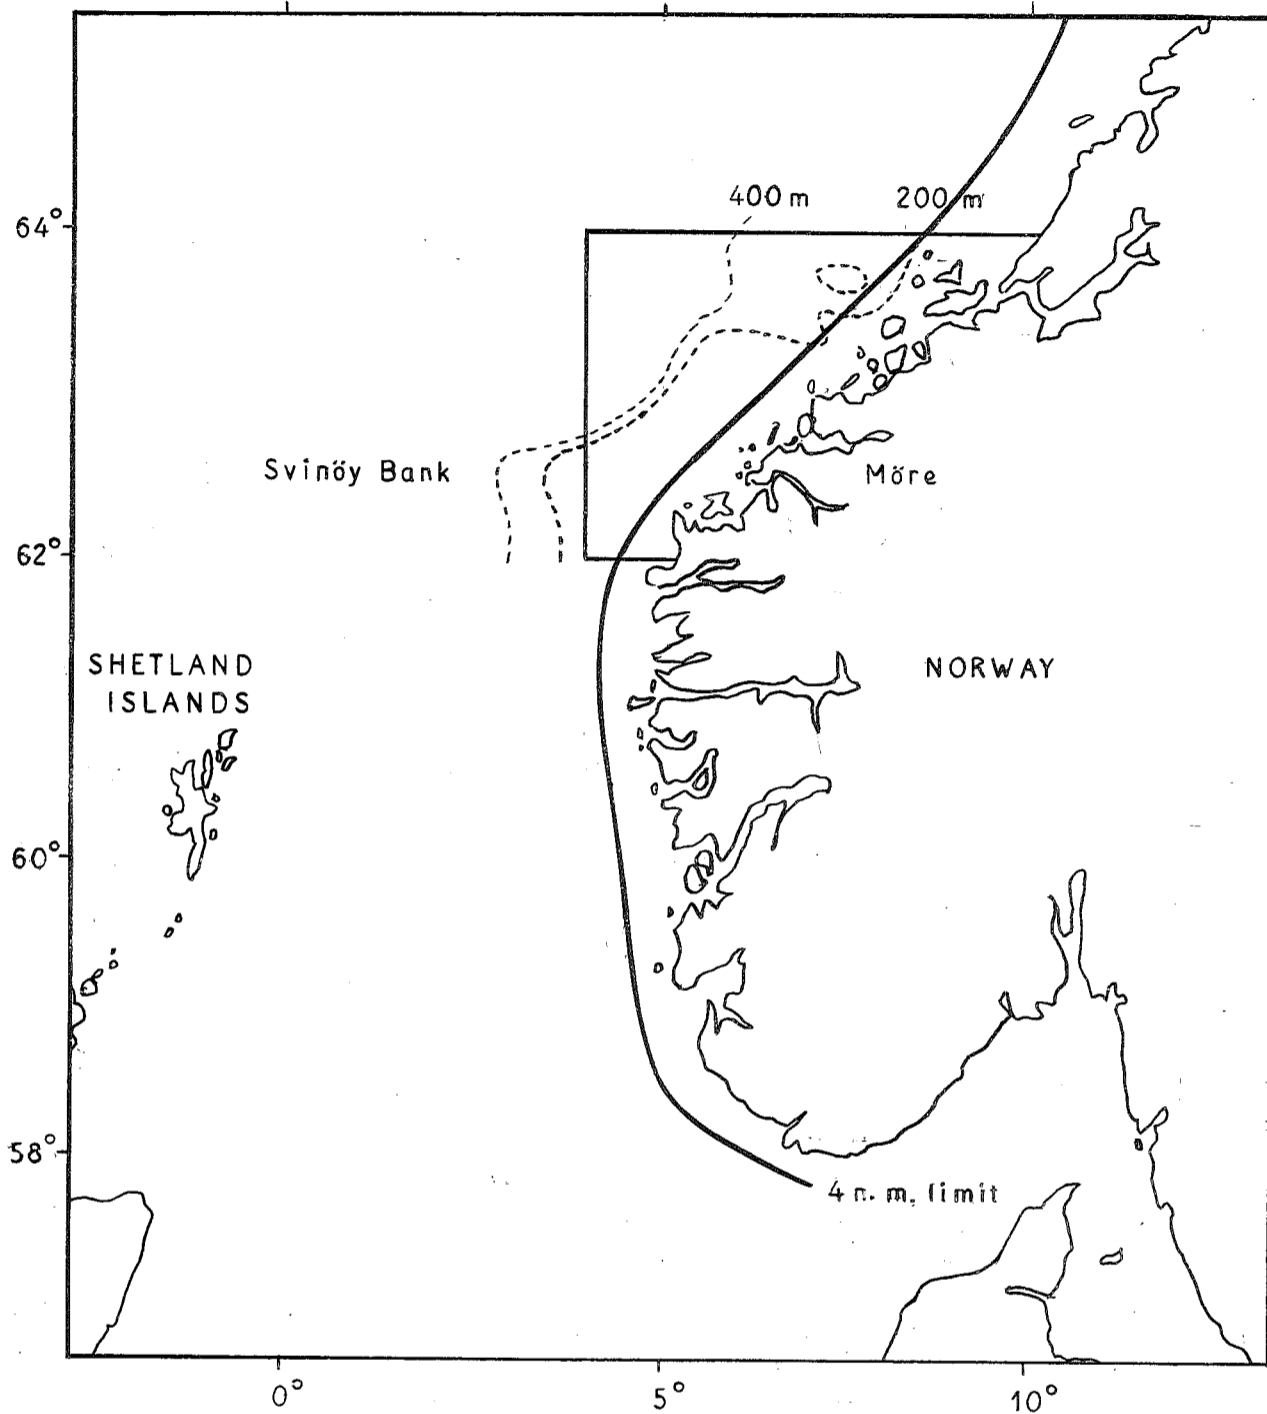 400 m 200 m
64°
Svinöy Bank Möre
62°
SHETLAND
ISLANDS
NORWAY
60°
58°
4 n. m. limit
0° 5° 10°